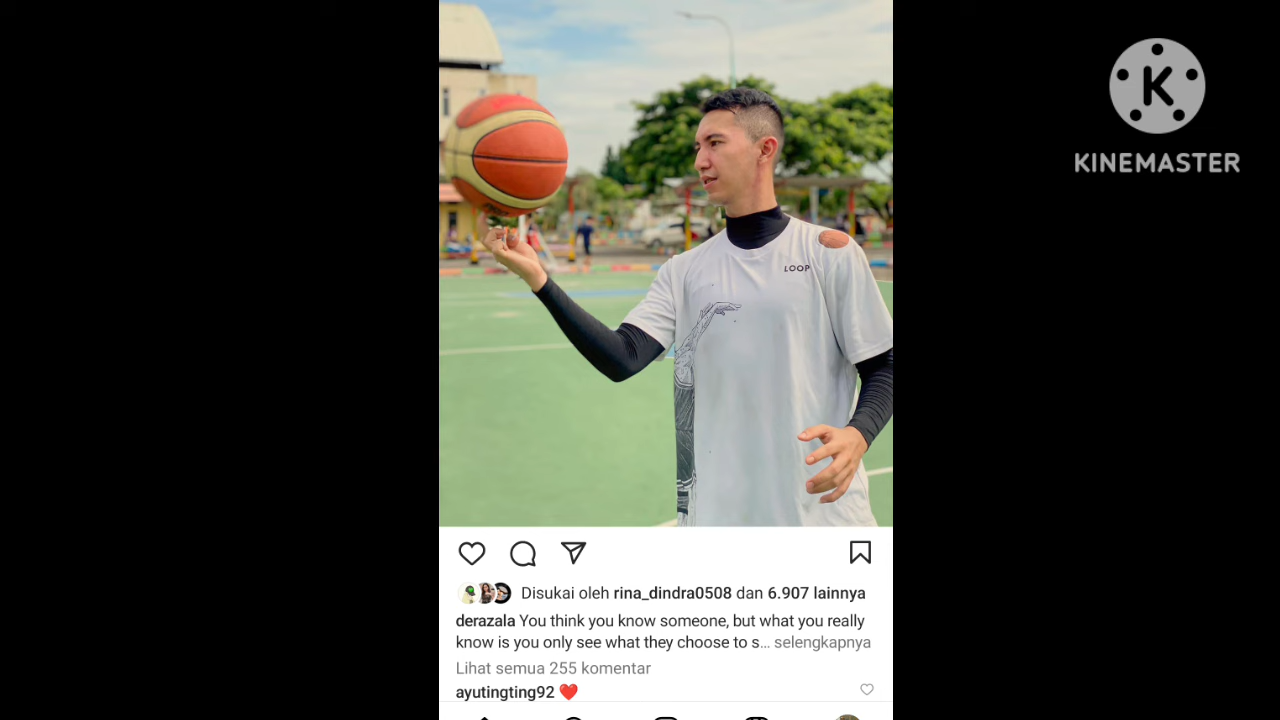 KINEMASTER
LOOP
Disukai oleh rina_dindra0508 dan 6.907 lainnya
derazala You think you know someone, but what you really
know is you only see what they choose to s... selengkapnya
Lihat semua 255 komentar
ayutingting92 ❤️